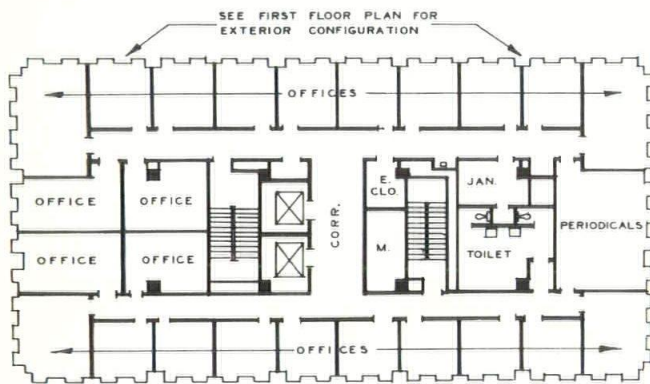 SEE FIRST FLOOR PLAN FOR
EXTERIOR CONFIGURATION
OFFICES
E.
CLO.
JAN.
OFFICE
OFFICE
CORR.
PERIODICALS
OFFICE
OFFICE
M.
TOILET
OFFICES